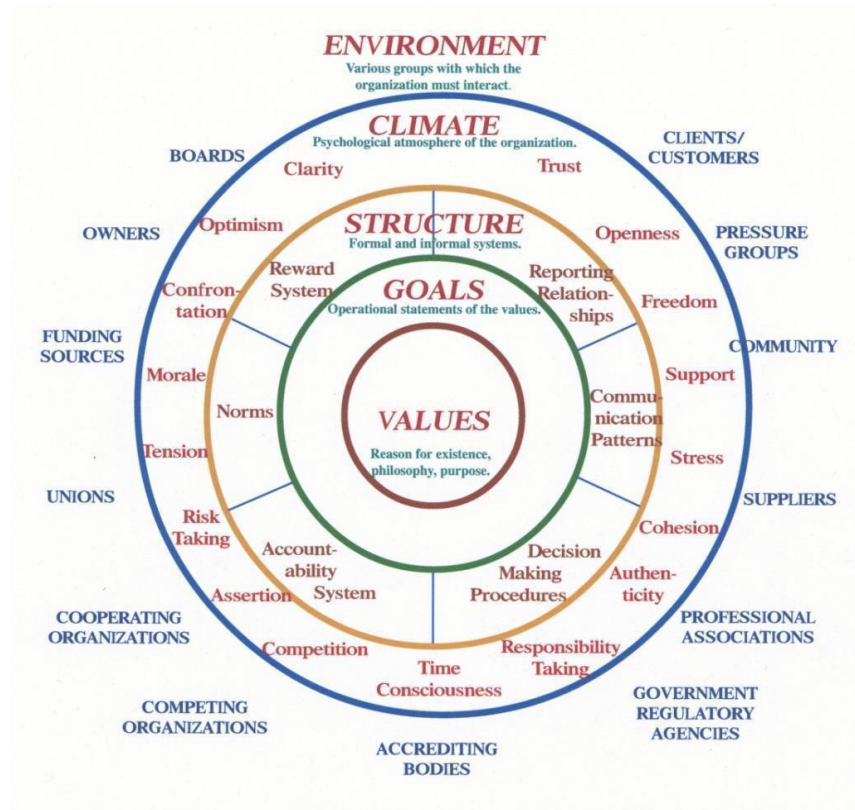 ENVIRONMENT
Various groups with which the
organization must interact.
CLIMATE
Psychological atmosphere of the organization.
Clarity
Trust
Optimism
Openness
Confron-
tation
Freedom
Morale
Support
Tension
Stress
Risk
Taking
Cohesion
Assertion
Authen-
ticity
Competition
Time
Consciousness
Responsibility
Taking
STRUCTURE
Formal and informal systems.
Reward
System
Reporting
Relation-
ships
Norms
Commu-
nication
Patterns
Account-
ability
System
Decision
Making
Procedures
GOALS
Operational statements of the values.
VALUES
Reason for existence,
philosophy, purpose.
BOARDS
CLIENTS/
CUSTOMERS
OWNERS
PRESSURE
GROUPS
FUNDING
SOURCES
COMMUNITY
UNIONS
SUPPLIERS
COOPERATING
ORGANIZATIONS
PROFESSIONAL
ASSOCIATIONS
COMPETING
ORGANIZATIONS
GOVERNMENT
REGULATORY
AGENCIES
ACCREDITING
BODIES